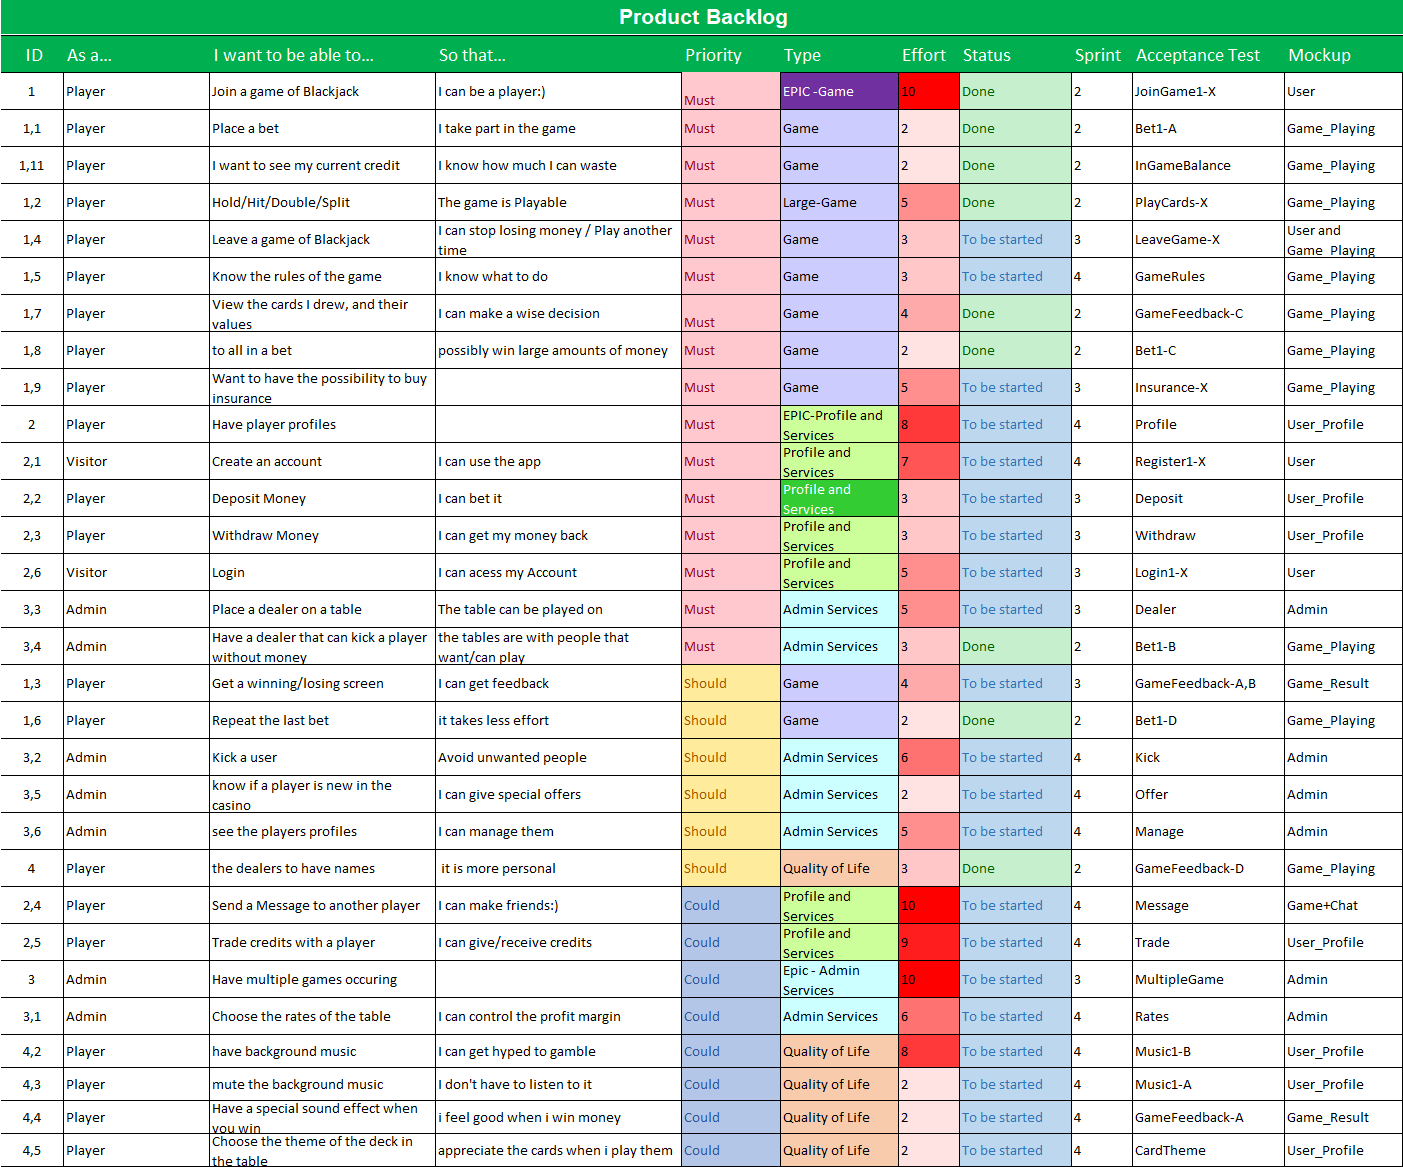 Product Backlog
ID As a... I want to be able to... So that... Priority Type Effort Status Sprint Acceptance Test Mockup
1 Player Join a game of Blackjack I can be a player:) Must EPIC -Game 10 Done 2 JoinGame1-X User
1,1 Player Place a bet I take part in the game Must Game 2 Done 2 Bet1-A Game_Playing
1,11 Player I want to see my current credit I know how much I can waste Must Game 2 Done 2 InGameBalance Game_Playing
1,2 Player Hold/Hit/Double/Split The game is Playable Must Large-Game 5 Done 2 PlayCards-X Game_Playing
1,4 Player Leave a game of Blackjack I can stop losing money / Play another time Must Game 3 To be started 3 LeaveGame-X User and Game_Playing
1,5 Player Know the rules of the game I know what to do Must Game 3 To be started 4 GameRules Game_Playing
1,7 Player View the cards I drew, and their values I can make a wise decision Must Game 4 Done 2 GameFeedback-C Game_Playing
1,8 Player to all in a bet possibly win large amounts of money Must Game 2 Done 2 Bet1-C Game_Playing
1,9 Player Want to have the possibility to buy insurance Must Game 5 To be started 3 Insurance-X Game_Playing
2 Player Have player profiles Must EPIC-Profile and Services 8 To be started 4 Profile User_Profile
2,1 Visitor Create an account I can use the app Must Profile and Services 7 To be started 4 Register1-X User
2,2 Player Deposit Money I can bet it Must Profile and Services 3 To be started 3 Deposit User_Profile
2,3 Player Withdraw Money I can get my money back Must Profile and Services 3 To be started 3 Withdraw User_Profile
2,6 Visitor Login I can acess my Account Must Profile and Services 5 To be started 3 Login1-X User
3,3 Admin Place a dealer on a table The table can be played on Must Admin Services 5 To be started 3 Dealer Admin
3,4 Admin Have a dealer that can kick a player without money the tables are with people that want/can play Must Admin Services 3 Done 2 Bet1-B Game_Playing
1,3 Player Get a winning/losing screen I can get feedback Should Game 4 To be started 3 GameFeedback-A,B Game_Result
1,6 Player Repeat the last bet it takes less effort Should Game 2 Done 2 Bet1-D Game_Playing
3,2 Admin Kick a user Avoid unwanted people Should Admin Services 6 To be started 4 Kick Admin
3,5 Admin know if a player is new in the casino I can give special offers Should Admin Services 2 To be started 4 Offer Admin
3,6 Admin see the players profiles I can manage them Should Admin Services 5 To be started 4 Manage Admin
4 Player the dealers to have names it is more personal Should Quality of Life 3 Done 2 GameFeedback-D Game_Playing
2,4 Player Send a Message to another player I can make friends:) Could Profile and Services 10 To be started 4 Message Game+Chat
2,5 Player Trade credits with a player I can give/receive credits Could Profile and Services 9 To be started 4 Trade User_Profile
3 Admin Have multiple games occuring Could Epic - Admin Services 10 To be started 3 MultipleGame Admin
3,1 Admin Choose the rates of the table I can control the profit margin Could Admin Services 6 To be started 4 Rates Admin
4,2 Player have background music I can get hyped to gamble Could Quality of Life 8 To be started 4 Music1-B User_Profile
4,3 Player mute the background music I don't have to listen to it Could Quality of Life 2 To be started 4 Music1-A User_Profile
4,4 Player Have a special sound effect when you win i feel good when i win money Could Quality of Life 2 To be started 4 GameFeedback-A Game_Result
4,5 Player Choose the theme of the deck in the table appreciate the cards when i play them Could Quality of Life 2 To be started 4 CardTheme User_Profile